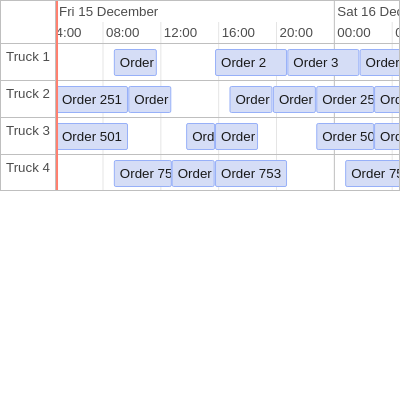 Fri 15 December Sat 16 Dec
4:00 08:00 12:00 16:00 20:00 00:00
Truck 1 Order Order 2 Order 3 Order
Truck 2 Order 251 Order Order Order Order 25 Ord
Truck 3 Order 501 Ord Order Order 50 Ord
Truck 4 Order 75 Order Order 753 Order 75